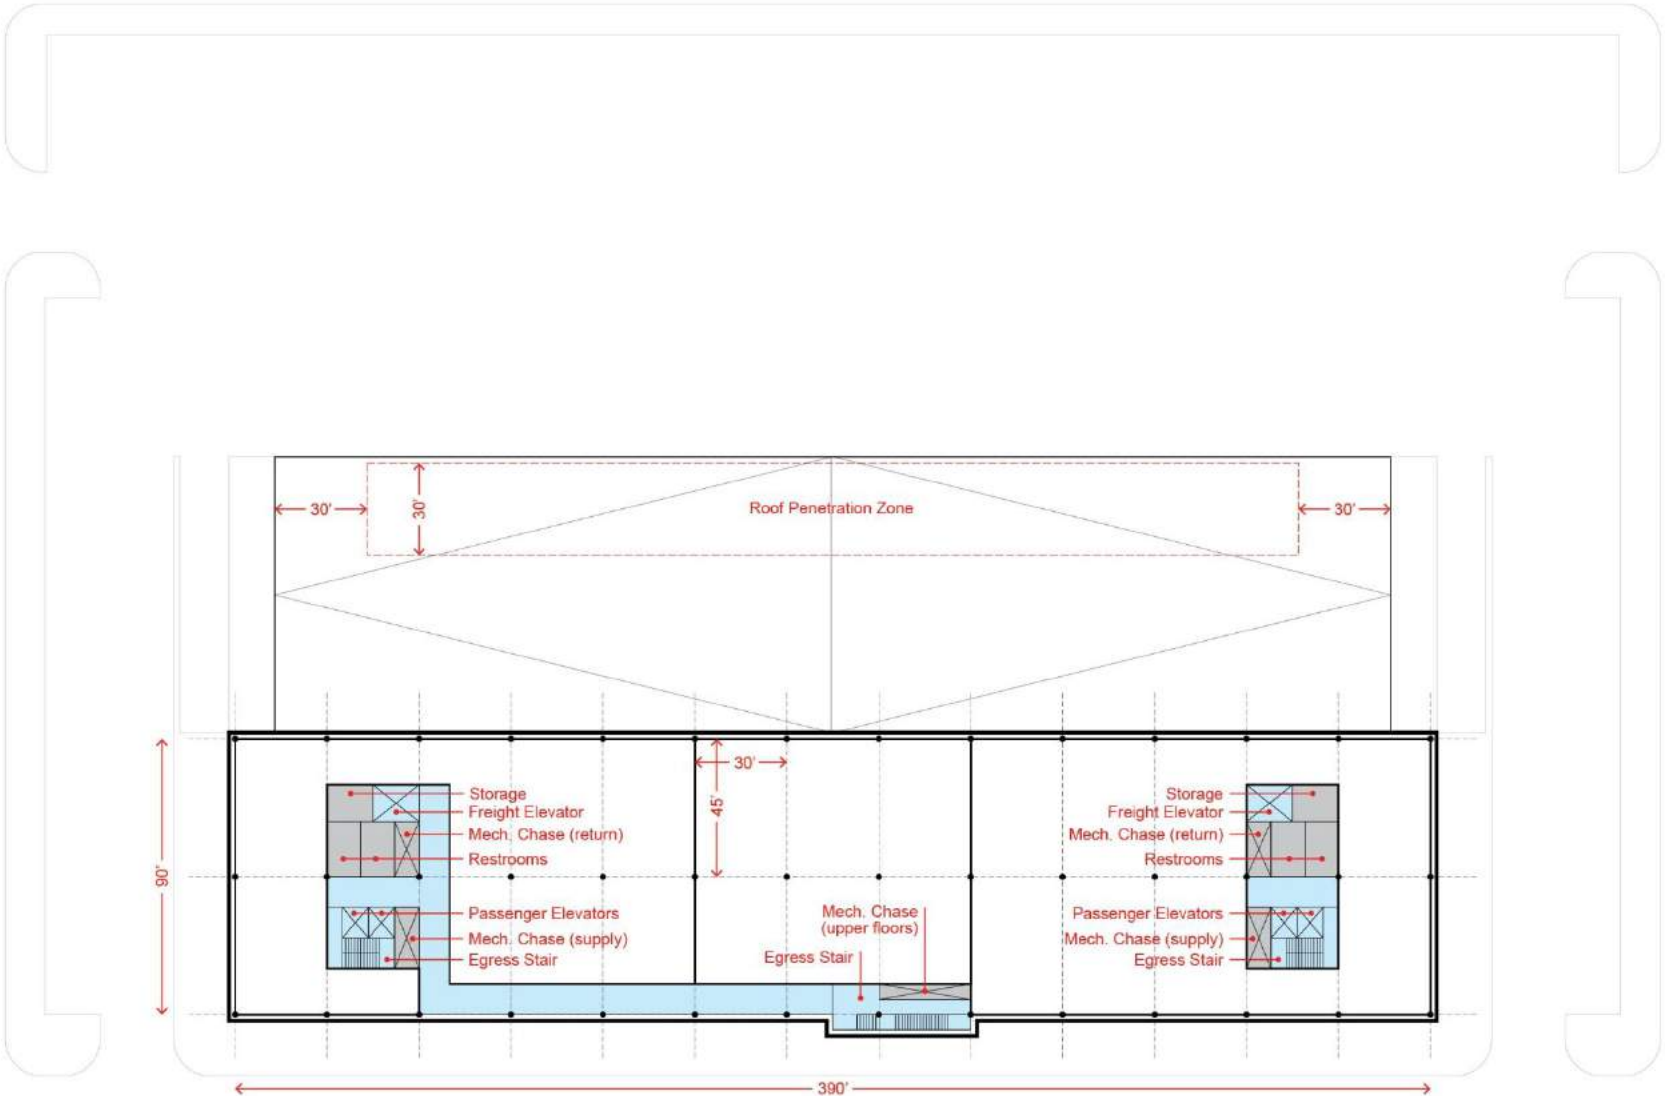 30'
30'
Roof Penetration Zone
30'
30'
45'
90'
Storage
Freight Elevator
Mech. Chase (return)
Restrooms
Passenger Elevators
Mech. Chase (supply)
Egress Stair
Mech. Chase
(upper floors)
Egress Stair
Storage
Freight Elevator
Mech. Chase (return)
Restrooms
Passenger Elevators
Mech. Chase (supply)
Egress Stair
390'